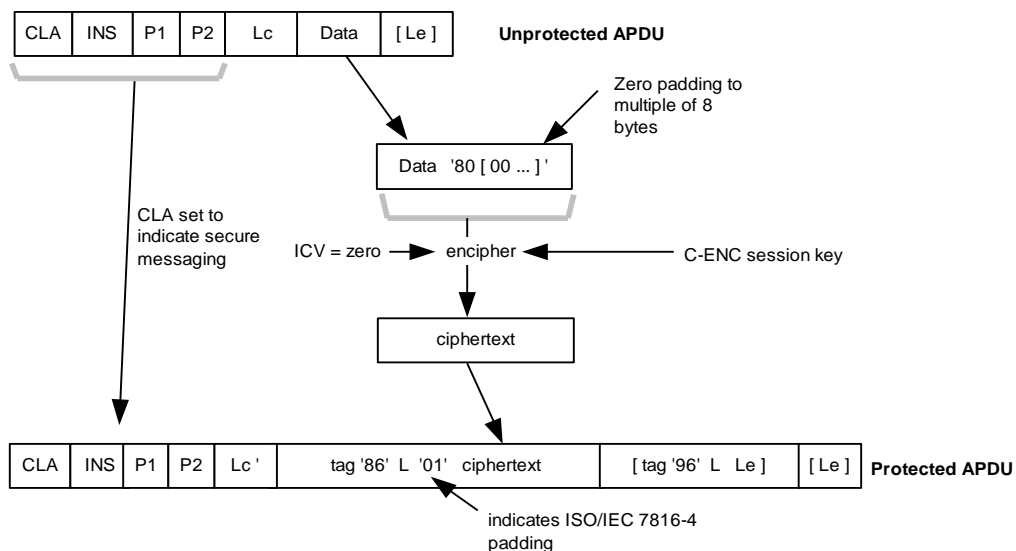 CLA INS P1 P2 Lc Data [ Le ] Unprotected APDU
Zero padding to
multiple of 8
bytes
Data '80 [ 00 ... ] '
CLA set to
indicate secure
messaging
ICV = zero encipher C-ENC session key
ciphertext
CLA INS P1 P2 Lc ' tag '86' L '01' ciphertext [ tag '96' L Le ] [ Le ] Protected APDU
indicates ISO/IEC 7816-4
padding